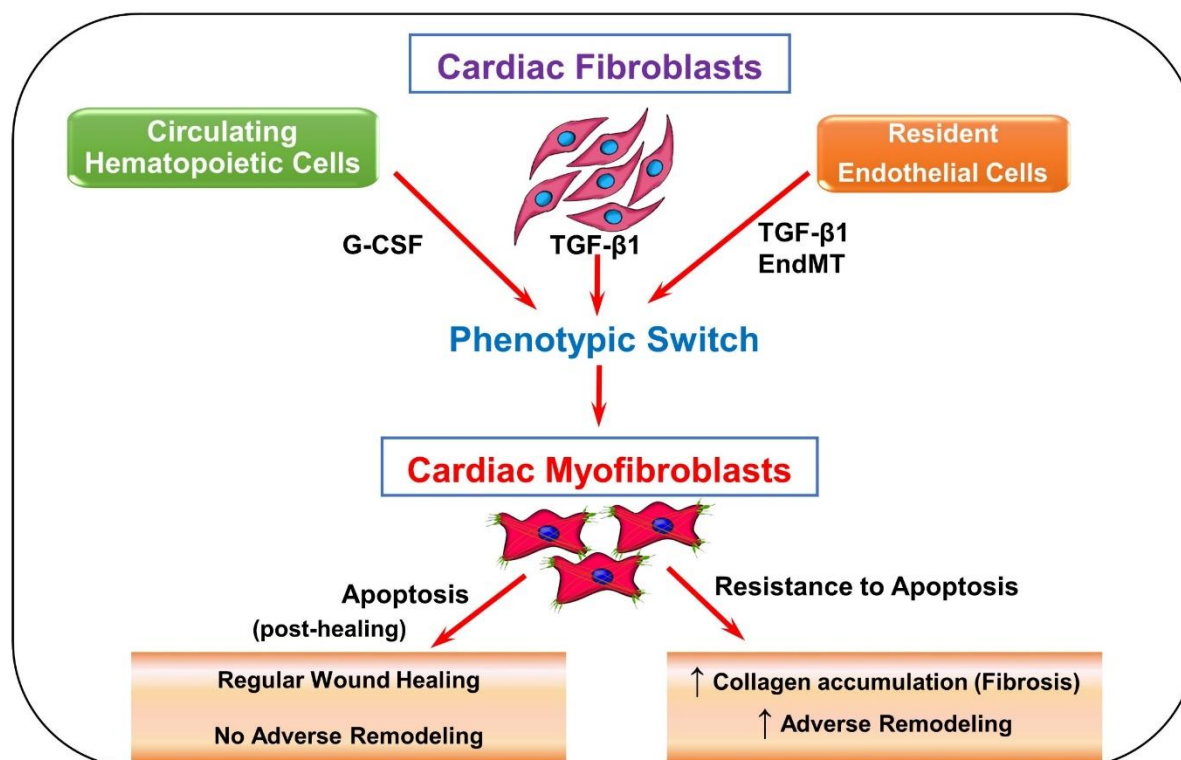 Cardiac Fibroblasts
Circulating
Hematopoietic Cells
Resident
Endothelial Cells
G-CSF
TGF-β1
TGF-β1
EndMT
Phenotypic Switch
Cardiac Myofibroblasts
Apoptosis
(post-healing)
Resistance to Apoptosis
Regular Wound Healing
No Adverse Remodeling
↑ Collagen accumulation (Fibrosis)
↑ Adverse Remodeling